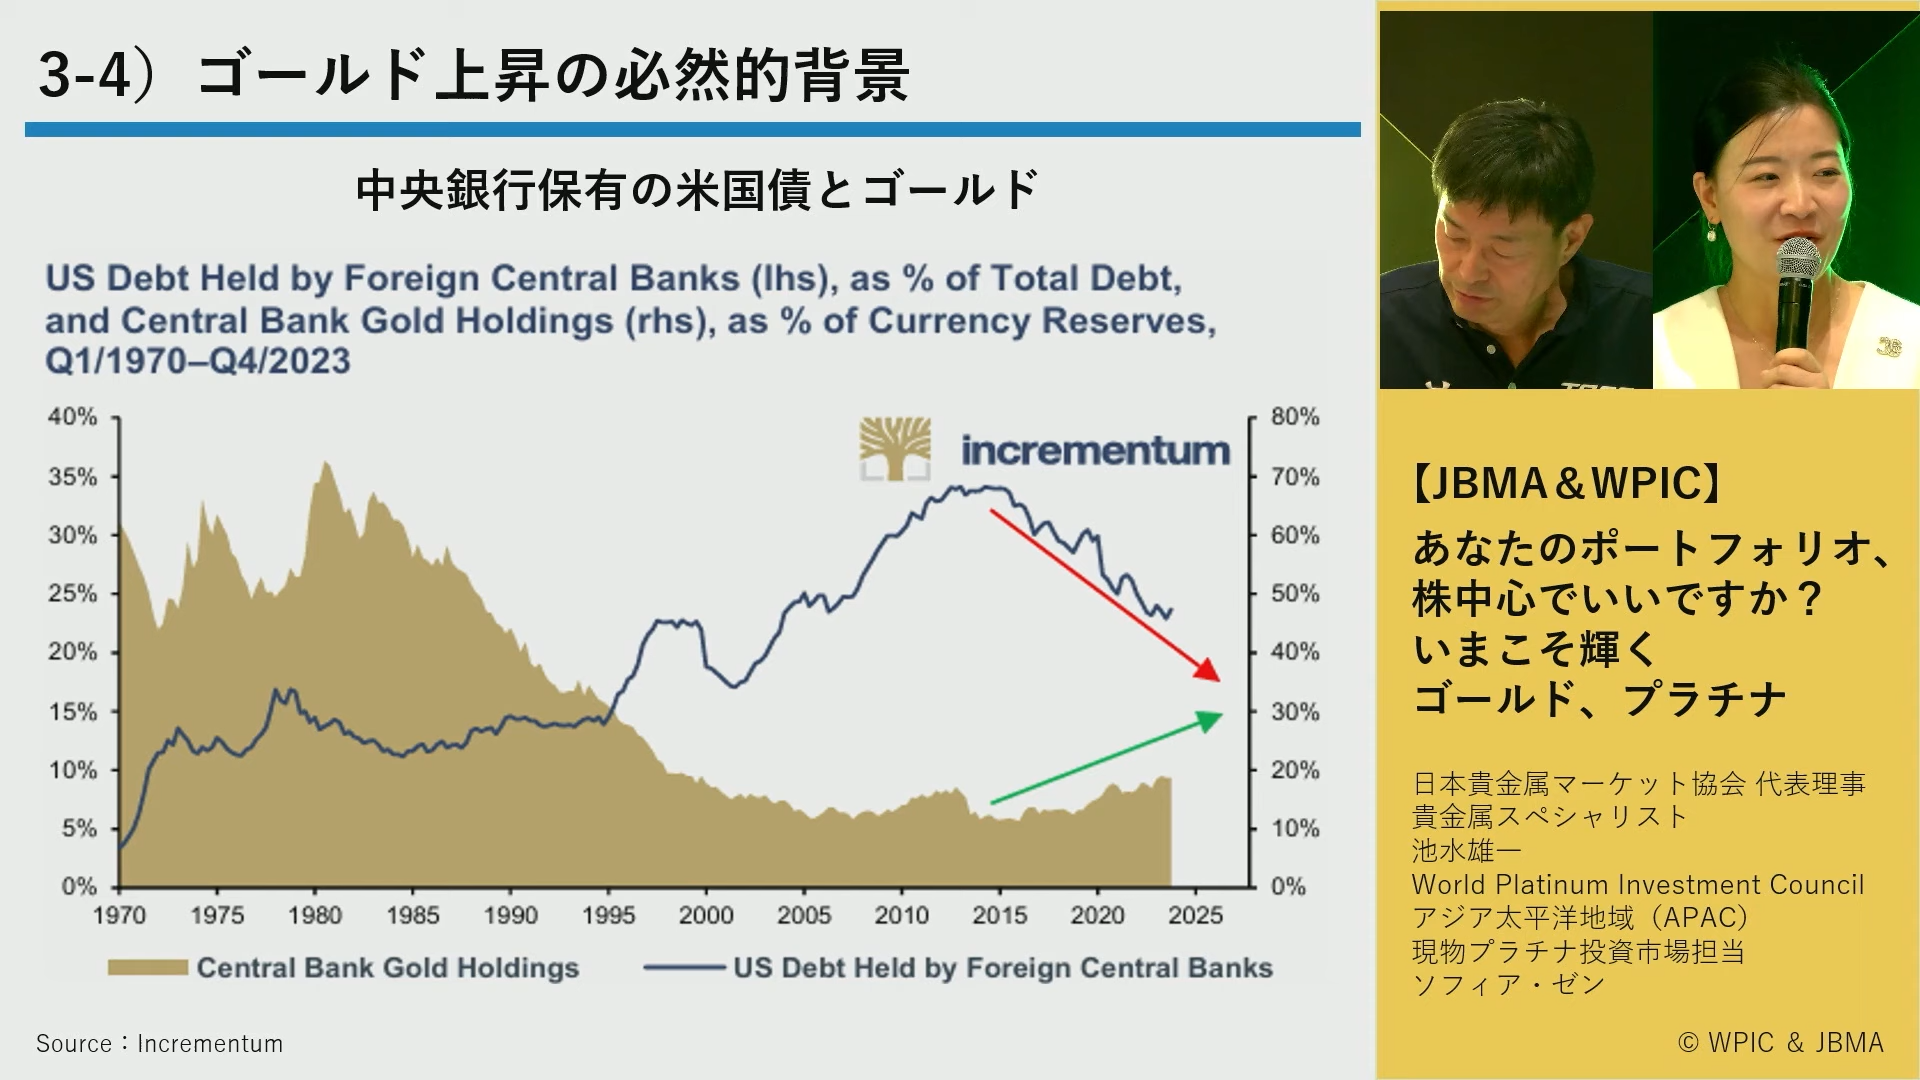 3-4）ゴールド上昇の必然的背景
中央銀行保有の米国債とゴールド
US Debt Held by Foreign Central Banks (lhs), as % of Total Debt,
and Central Bank Gold Holdings (rhs), as % of Currency Reserves,
Q1/1970–Q4/2023
incrementum
40%
35%
30%
25%
20%
15%
10%
5%
0%
80%
70%
60%
50%
40%
30%
20%
10%
0%
1970 1975 1980 1985 1990 1995 2000 2005 2010 2015 2020 2025
Central Bank Gold Holdings
US Debt Held by Foreign Central Banks
Source：Incrementum
【JBMA＆WPIC】
あなたのポートフォリオ、
株中心でいいですか？
いまこそ輝く
ゴールド、プラチナ
日本貴金属マーケット協会 代表理事
貴金属スペシャリスト
池水雄一
World Platinum Investment Council
アジア太平洋地域（APAC）
現物プラチナ投資市場担当
ソフィア・ゼン
© WPIC ＆ JBMA